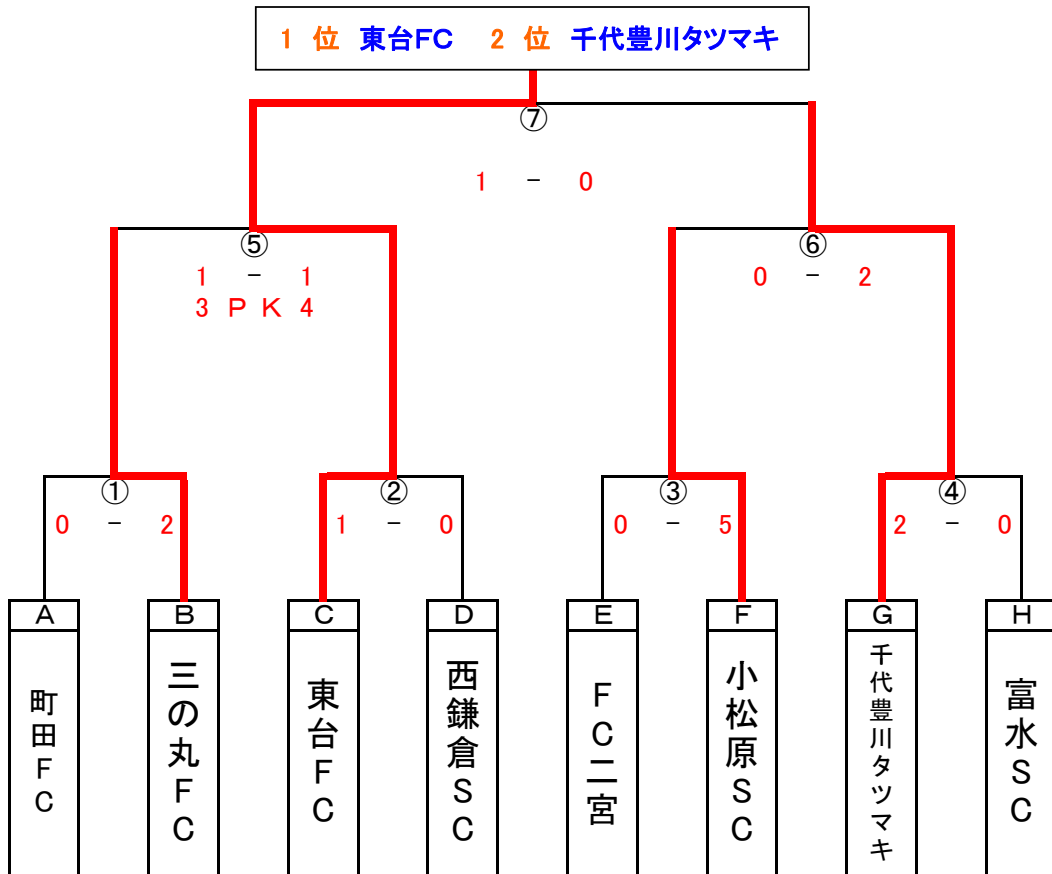 1 位 東台FC 2 位 千代豊川タツマキ
⑦
1 - 0
⑤ ⑥
1 - 1 0 - 2
3 P K 4
① ② ③ ④
0 - 2 1 - 0 0 - 5 2 - 0
A B C D E F G H
町田FC
三の丸FC
東台FC
西鎌倉SC
FC二宮
小松原SC
千代豊川タツマキ
富水SC